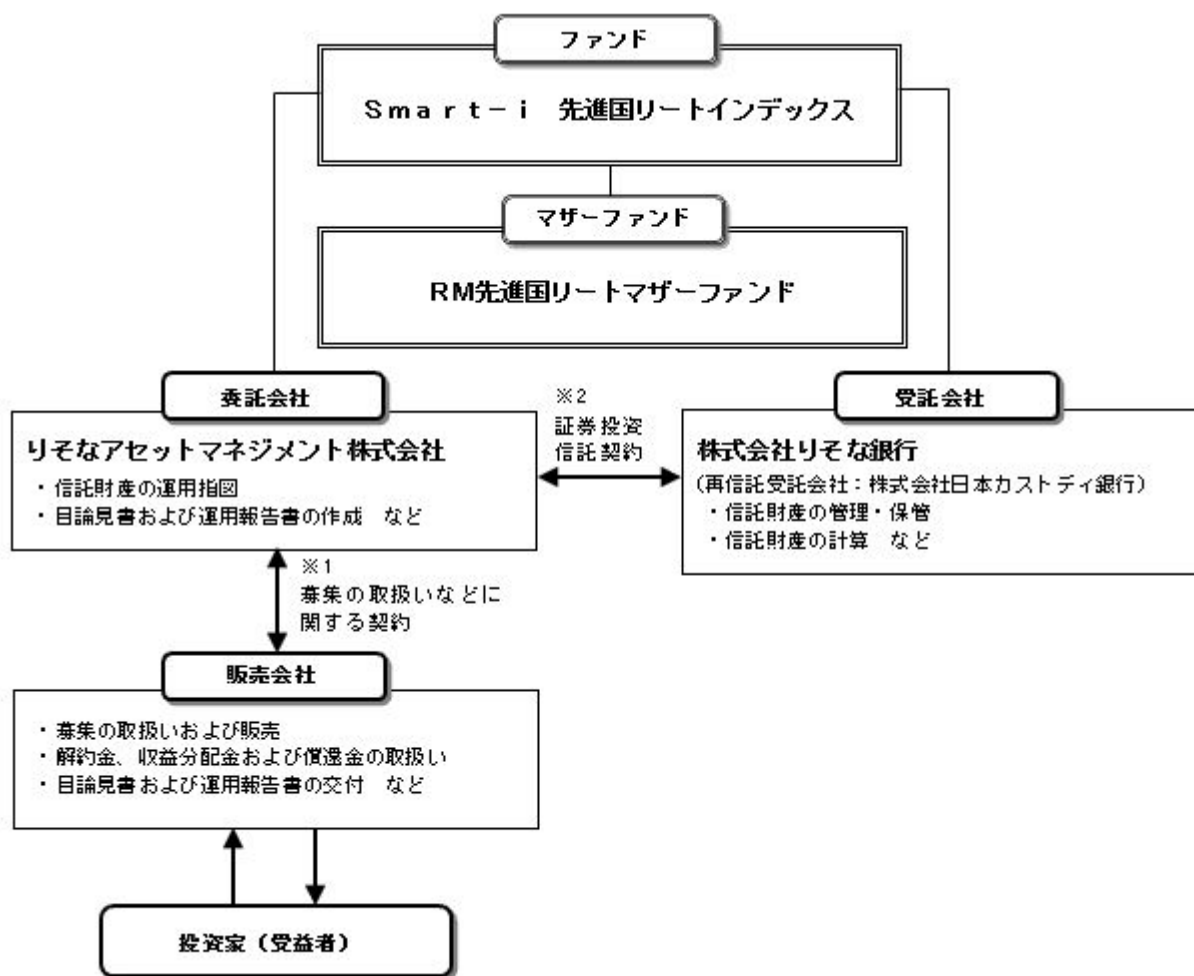 ファンド
Smart-i 先進国リートインデックス
マザーファンド
RM先進国リートマザーファンド
委託会社
りそなアセットマネジメント株式会社
・信託財産の運用指図
・目論見書および運用報告書の作成 など
※2
証券投資
信託契約
受託会社
株式会社りそな銀行
(再信託受託会社:株式会社日本カストディ銀行)
・信託財産の管理・保管
・信託財産の計算 など
※1
募集の取扱いなどに
関する契約
販売会社
・募集の取扱いおよび販売
・解約金、収益分配金および償還金の取扱い
・目論見書および運用報告書の交付 など
投資家(受益者)